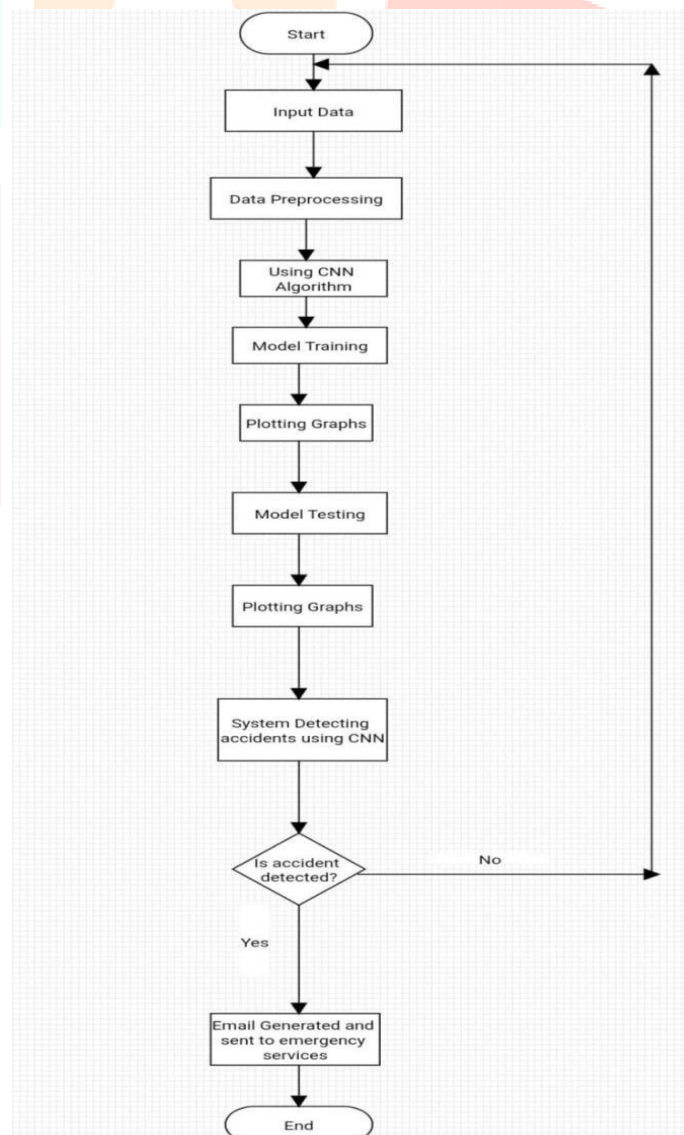 Start
Input Data
Data Preprocessing
Using CNN
Algorithm
Model Training
Plotting Graphs
Model Testing
Plotting Graphs
System Detecting
accidents using CNN
Is accident
detected?
No
Yes
Email Generated and
sent to emergency
services
End